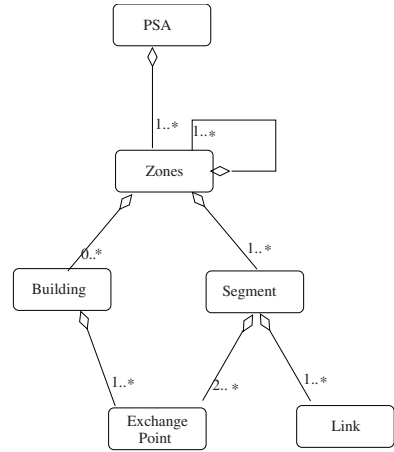 PSA
1..*
1..*
Zones
0..*
1..*
Building
Segment
1..*
2..*
1..*
Exchange
Point
Link